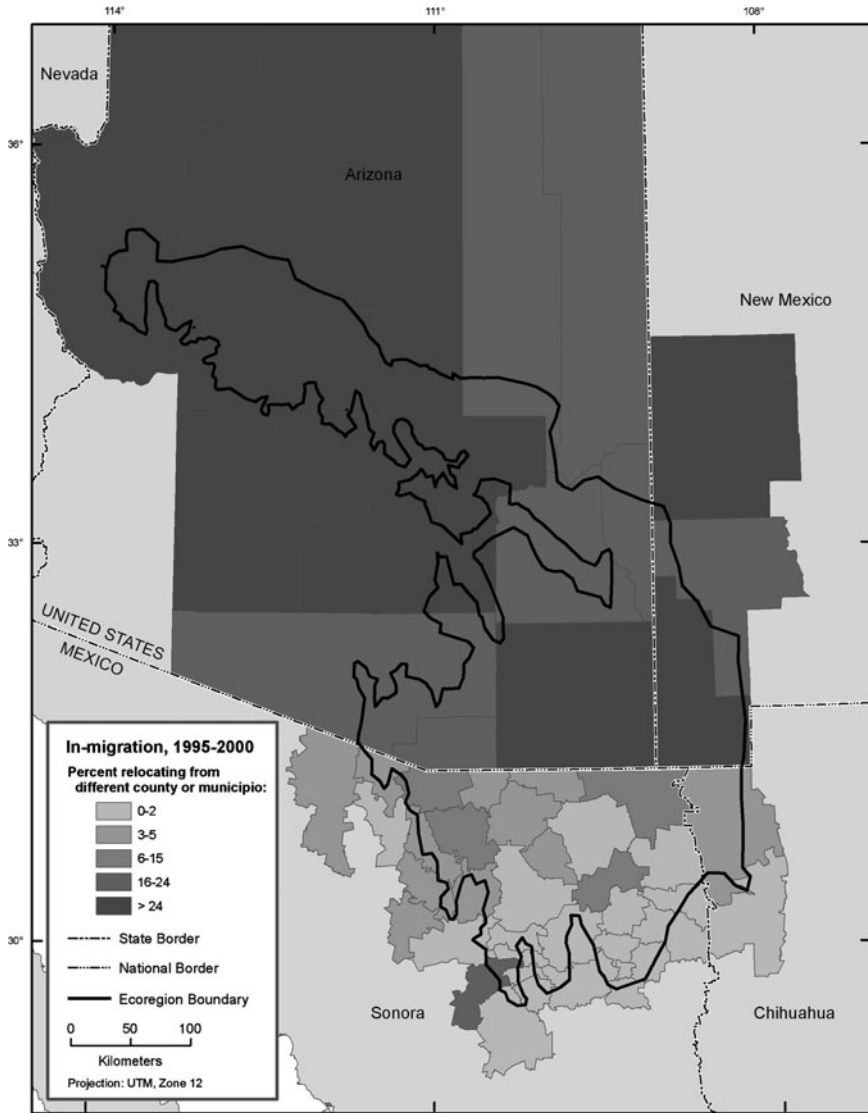 114°
111°
108°
Nevada
36°
Arizona
New Mexico
33°
UNITED STATES
MEXICO
In-migration, 1995-2000
Percent relocating from
different county or municipio:
0-2
3-5
6-15
16-24
> 24
State Border
National Border
Ecoregion Boundary
0 50 100
Kilometers
Projection: UTM, Zone 12
30°
Sonora
Chihuahua